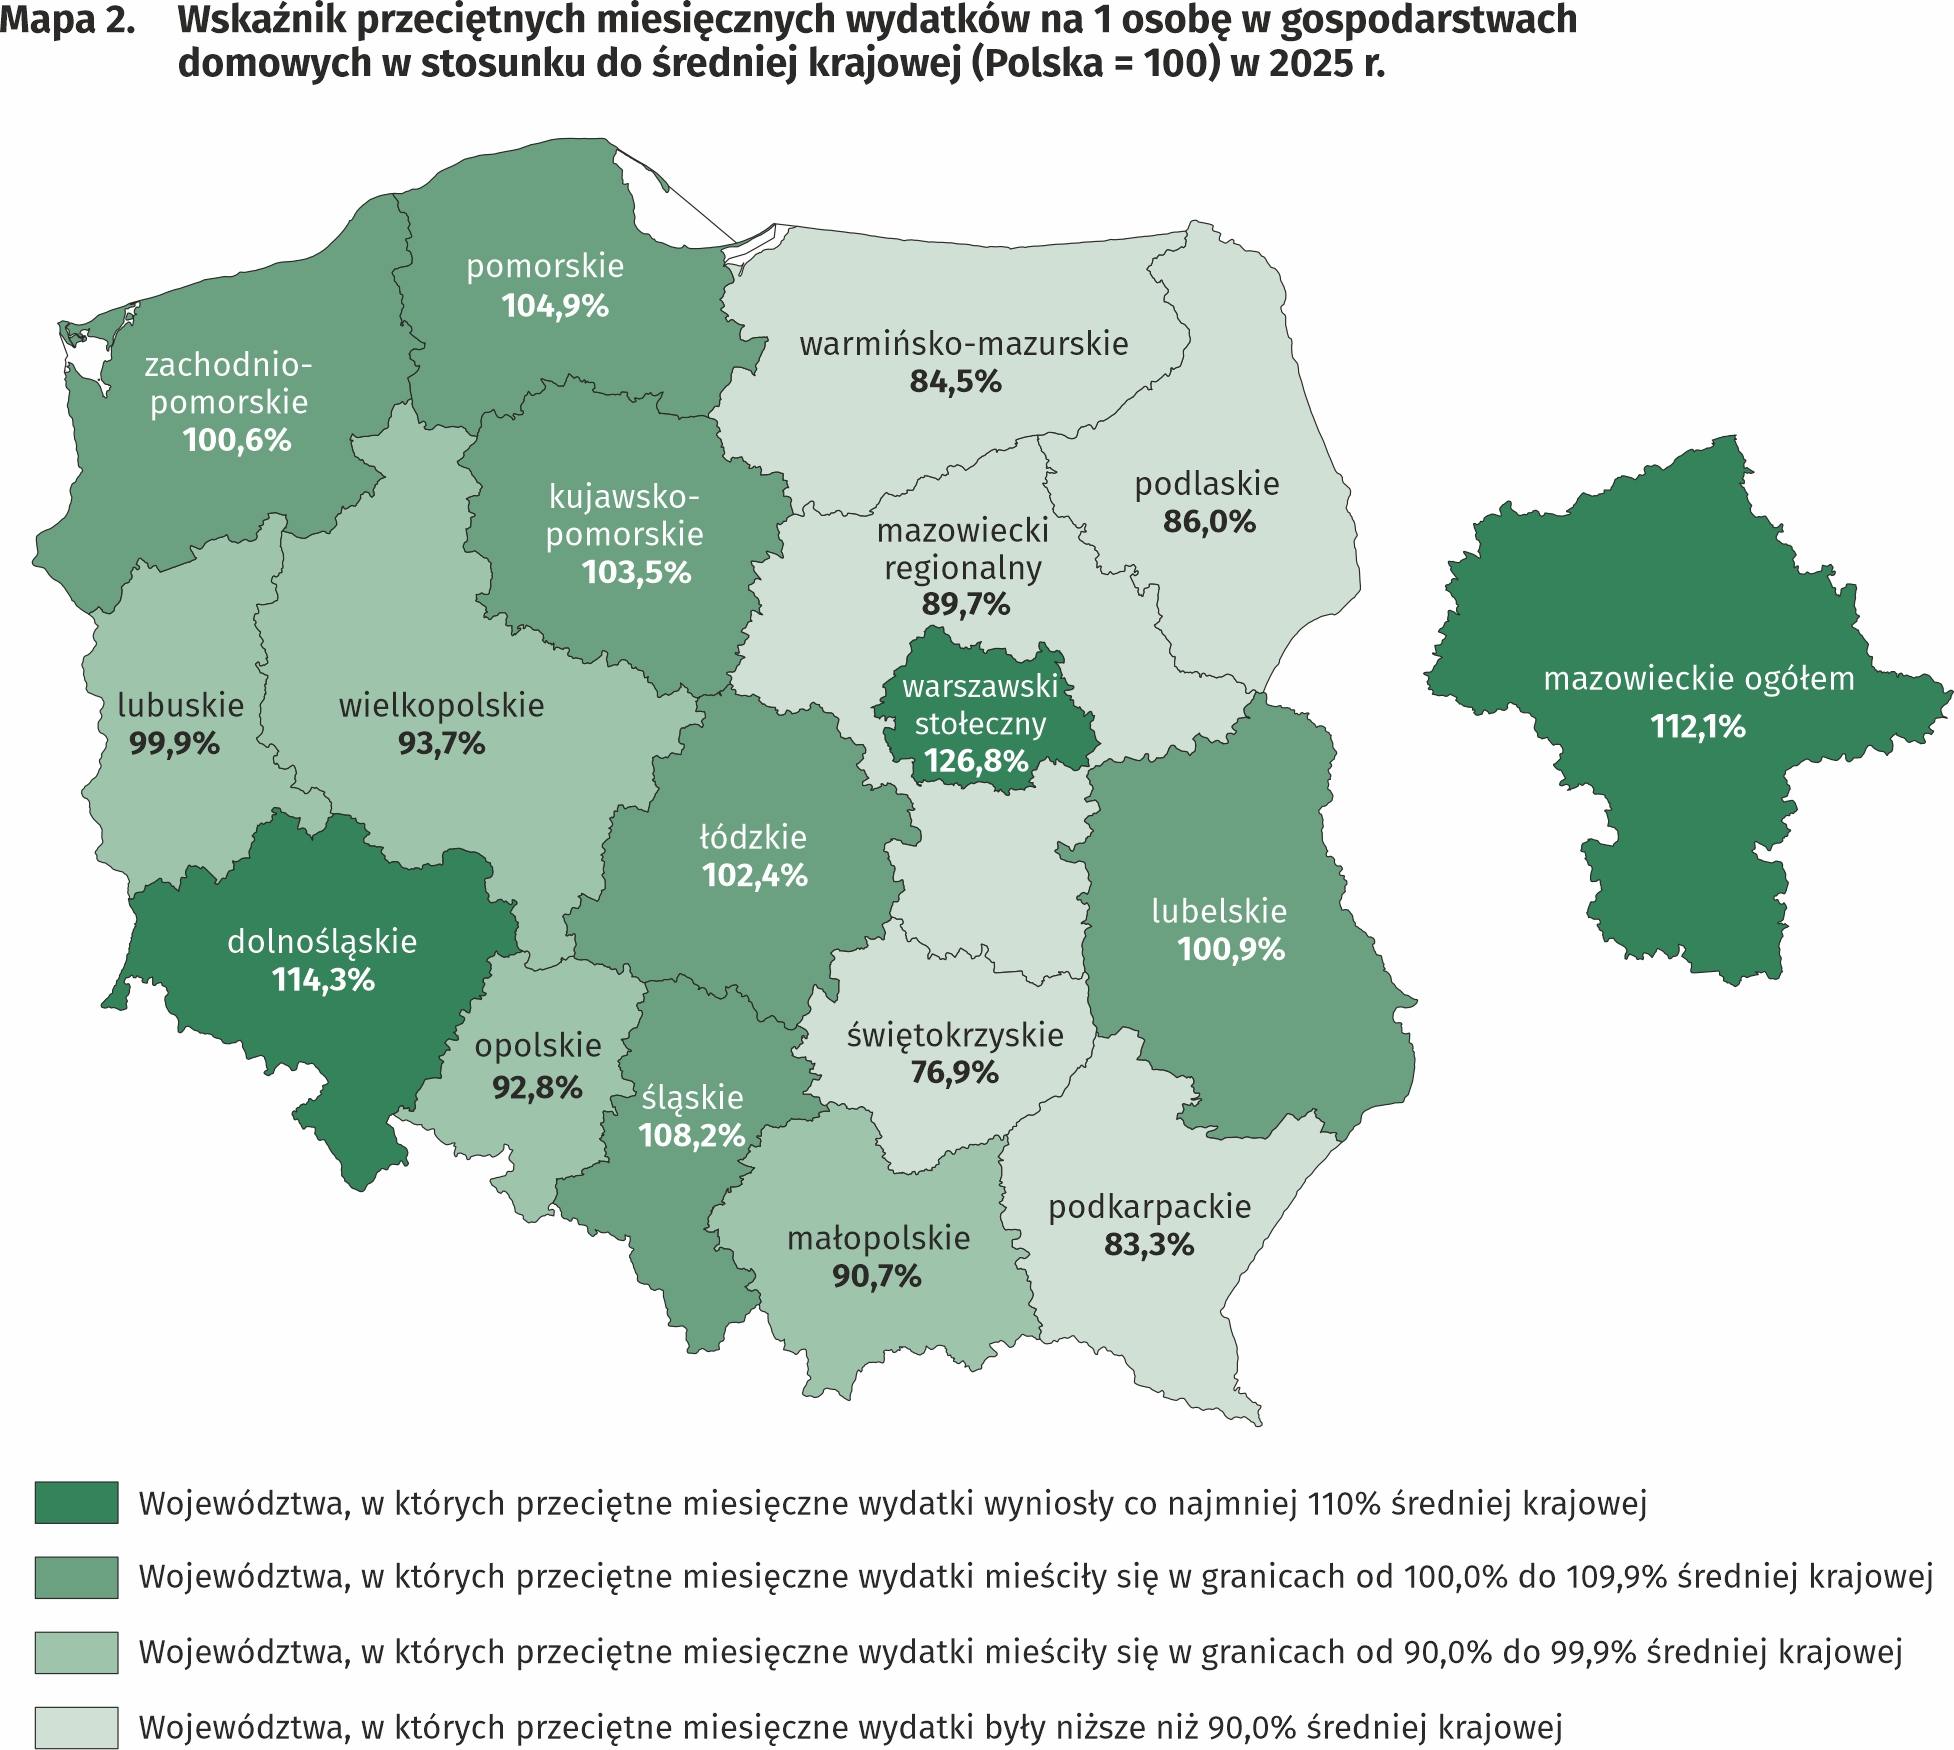 Mapa 2. Wskaźnik przeciętnych miesięcznych wydatków na 1 osobę w gospodarstwach
domowych w stosunku do średniej krajowej (Polska = 100) w 2025 r.
pomorskie
104,9%
warmińsko-mazurskie
84,5%
zachodnio-
pomorskie
100,6%
podlaskie
86,0%
kujawsko-
pomorskie
103,5%
mazowiecki
regionalny
89,7%
warszawski
stołeczny
126,8%
mazowieckie ogółem
112,1%
lubuskie
99,9%
wielkopolskie
93,7%
łódzkie
102,4%
lubelskie
100,9%
dolnośląskie
114,3%
opolskie
92,8%
śląskie
108,2%
świętokrzyskie
76,9%
małopolskie
90,7%
podkarpackie
83,3%
Województwa, w których przeciętne miesięczne wydatki wyniosły co najmniej 110% średniej krajowej
Województwa, w których przeciętne miesięczne wydatki mieściły się w granicach od 100,0% do 109,9% średniej krajowej
Województwa, w których przeciętne miesięczne wydatki mieściły się w granicach od 90,0% do 99,9% średniej krajowej
Województwa, w których przeciętne miesięczne wydatki były niższe niż 90,0% średniej krajowej